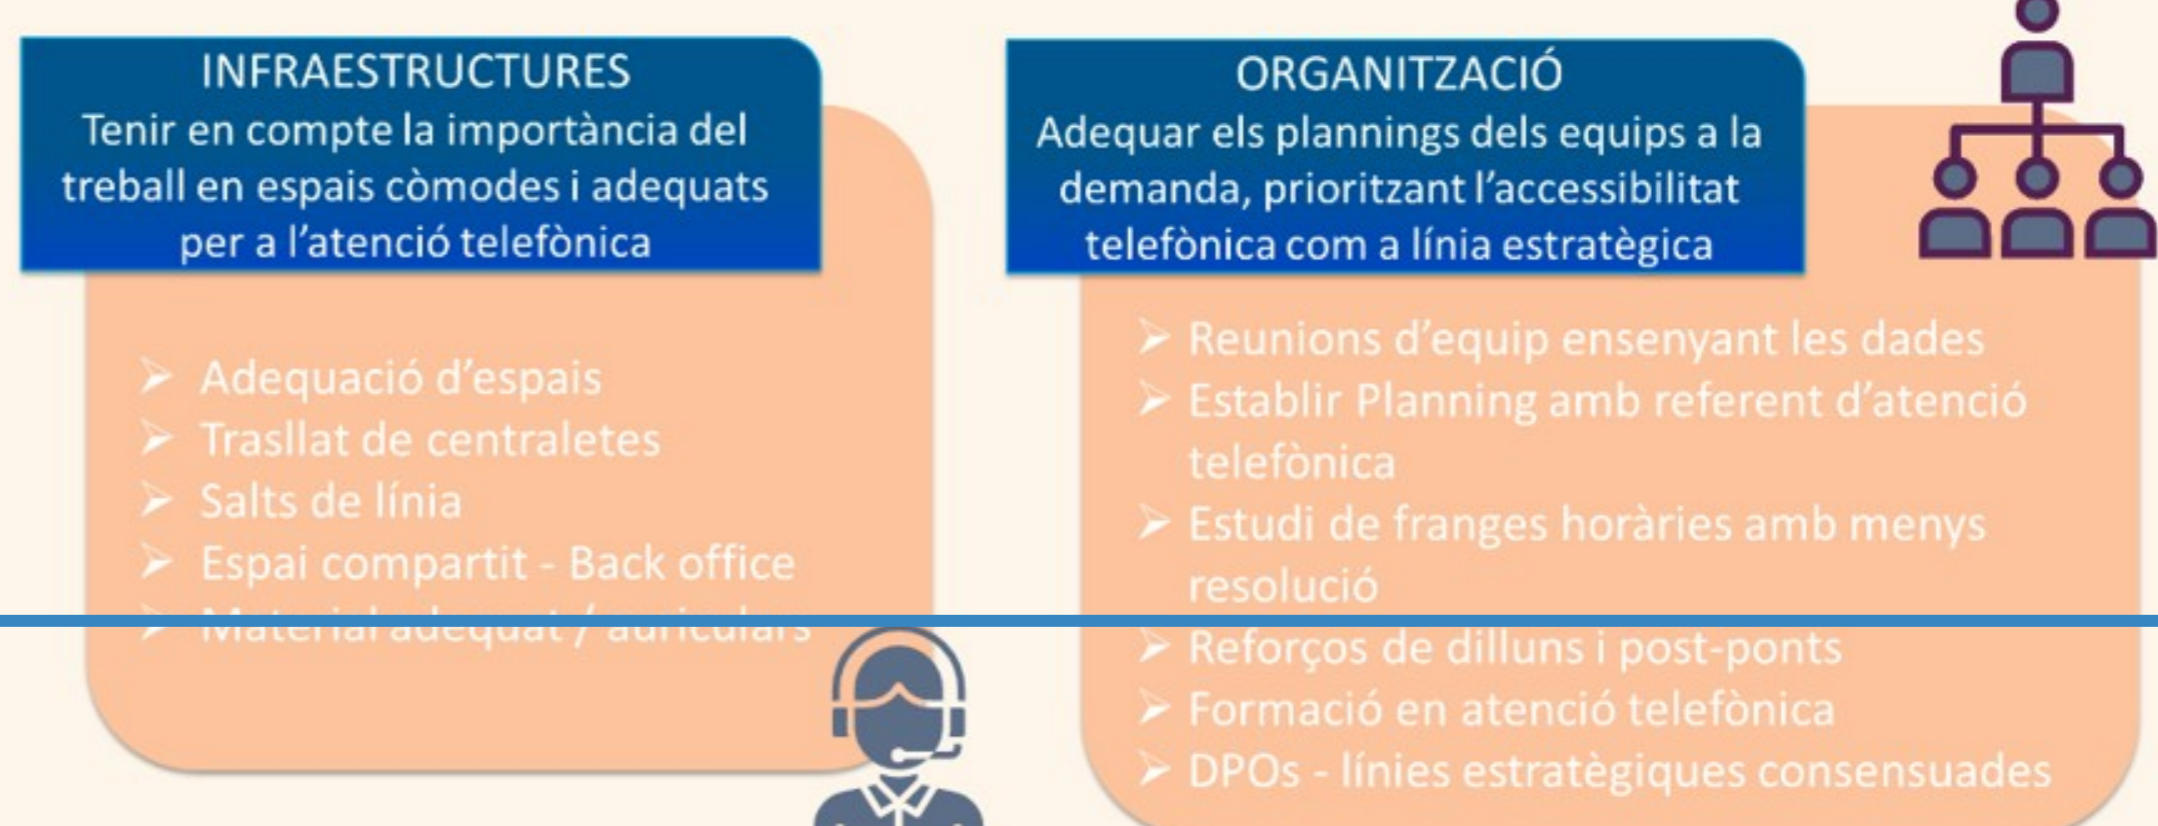 INFRAESTRUCTURES
Tenir en compte la importància del
treball en espais còmodes i adequats
per a l'atenció telefònica
➢ Adequació d'espais
➢ Trasllat de centraletes
➢ Salts de línia
➢ Espai compartit - Back office
➢ Material adequat / auriculars
ORGANITZACIÓ
Adequar els plannings dels equips a la
demanda, prioritzant l'accessibilitat
telefònica com a línia estratègica
➢ Reunions d'equip ensenyant les dades
➢ Establir Planning amb referent d'atenció
telefònica
➢ Estudi de franges horàries amb menys
resolució
➢ Reforços de dilluns i post-ponts
➢ Formació en atenció telefònica
➢ DPOs - línies estratègiques consensuades